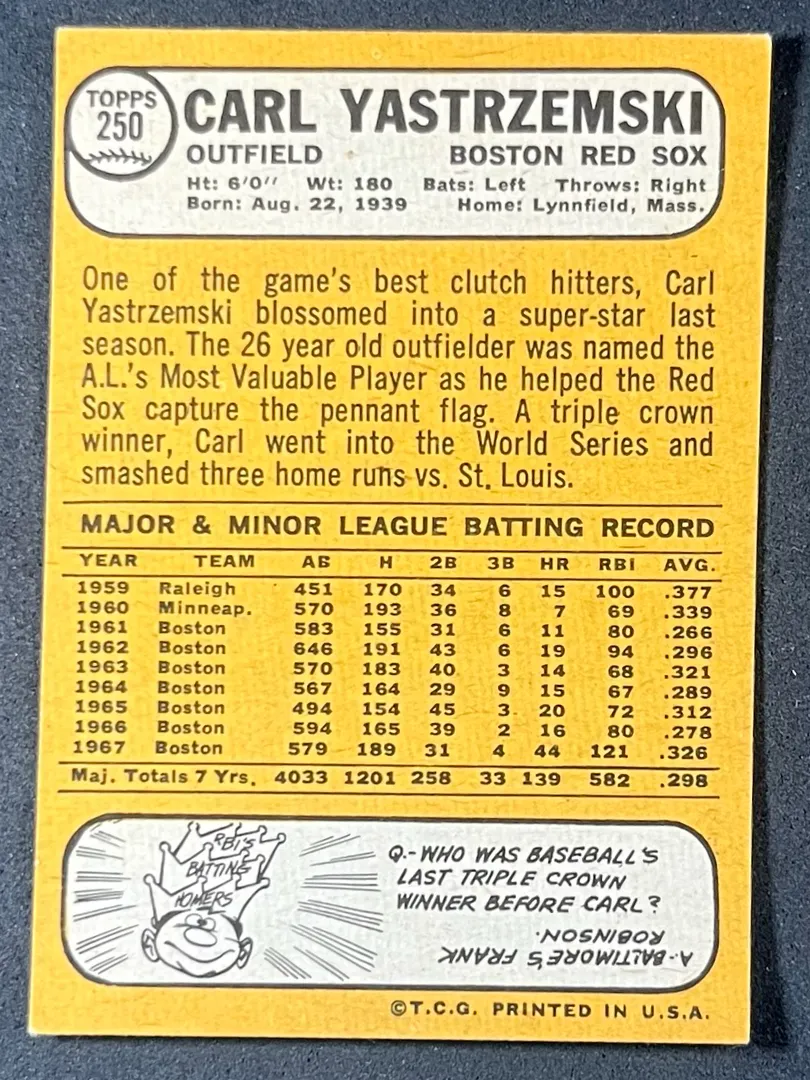 TOPPS
250
CARL YASTRZEMSKI
OUTFIELD BOSTON RED SOX
Ht: 6'0'' Wt: 180 Bats: Left Throws: Right
Born: Aug. 22, 1939 Home: Lynnfield, Mass.
One of the game's best clutch hitters, Carl
Yastrzemski blossomed into a super-star last
season. The 26 year old outfielder was named the
A.L.'s Most Valuable Player as he helped the Red
Sox capture the pennant flag. A triple crown
winner, Carl went into the World Series and
smashed three home runs vs. St. Louis.
MAJOR & MINOR LEAGUE BATTING RECORD
YEAR TEAM AB H 2B 3B HR RBI AVG.
1959 Raleigh 451 170 34 6 15 100 .377
1960 Minneap. 570 193 36 8 7 69 .339
1961 Boston 583 155 31 6 11 80 .266
1962 Boston 646 191 43 6 19 94 .296
1963 Boston 570 183 40 3 14 68 .321
1964 Boston 567 164 29 9 15 67 .289
1965 Boston 494 154 45 3 20 72 .312
1966 Boston 594 165 39 2 16 80 .278
1967 Boston 579 189 31 4 44 121 .326
Maj. Totals 7 Yrs. 4033 1201 258 33 139 582 .298
RBI'S
BATTING
HOMERS
Q.-WHO WAS BASEBALL'S
LAST TRIPLE CROWN
WINNER BEFORE CARL?
A.-BALTIMORE'S FRANK
ROBINSON.
©T.C.G. PRINTED IN U.S.A.